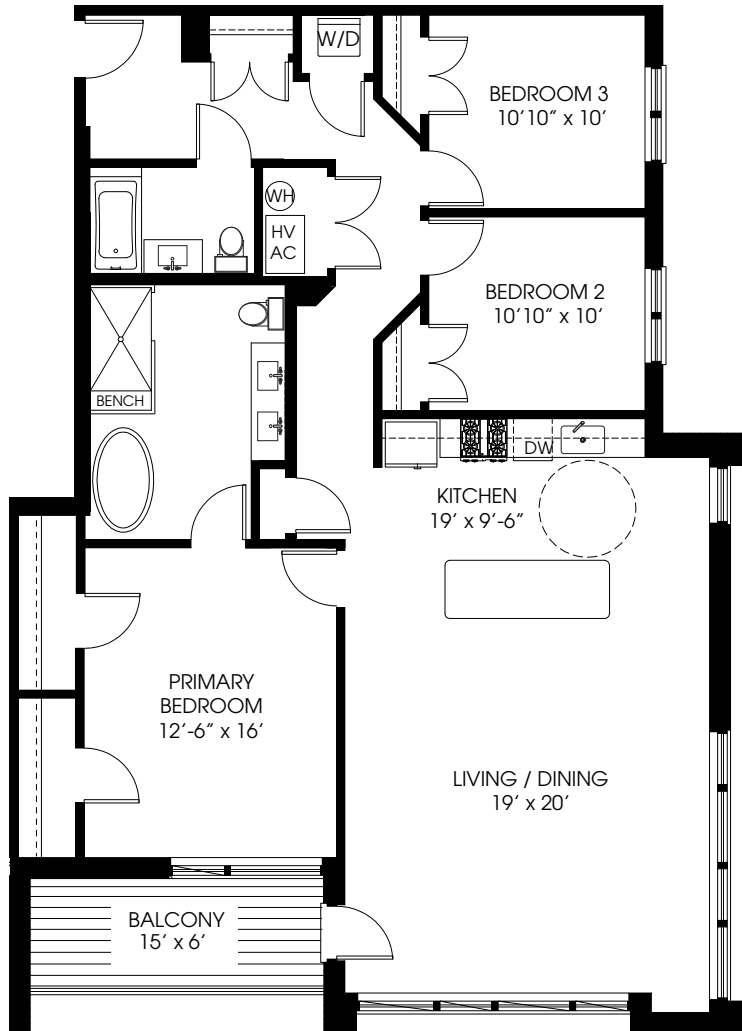 W/D
BEDROOM 3
10'10" x 10'
WH
HV
AC
BEDROOM 2
10'10" x 10'
BENCH
DW
KITCHEN
19' x 9'-6"
PRIMARY
BEDROOM
12'-6" x 16'
LIVING / DINING
19' x 20'
BALCONY
15' x 6'